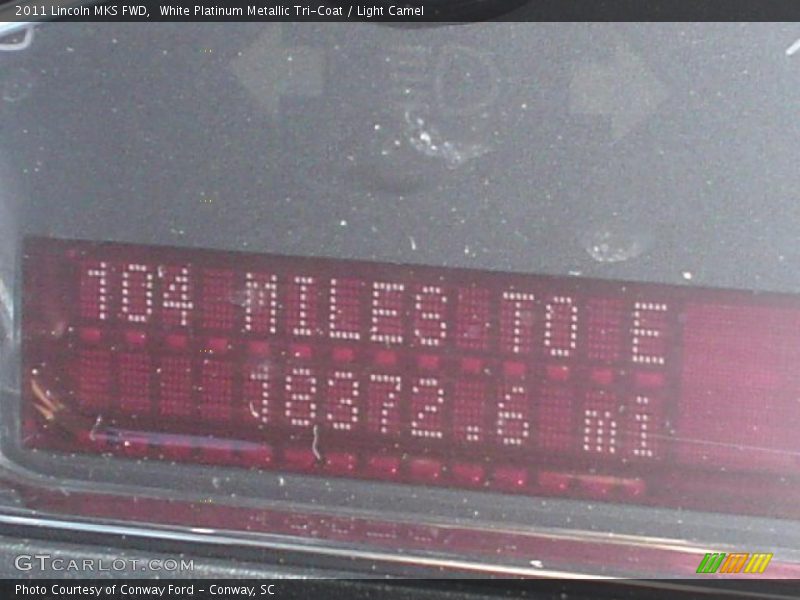 2011 Lincoln MKS FWD,  White Platinum Metallic Tri-Coat / Light Camel
104 MILES TO E
18372.6 mi
GTCARLOT.COM
Photo Courtesy of Conway Ford - Conway, SC